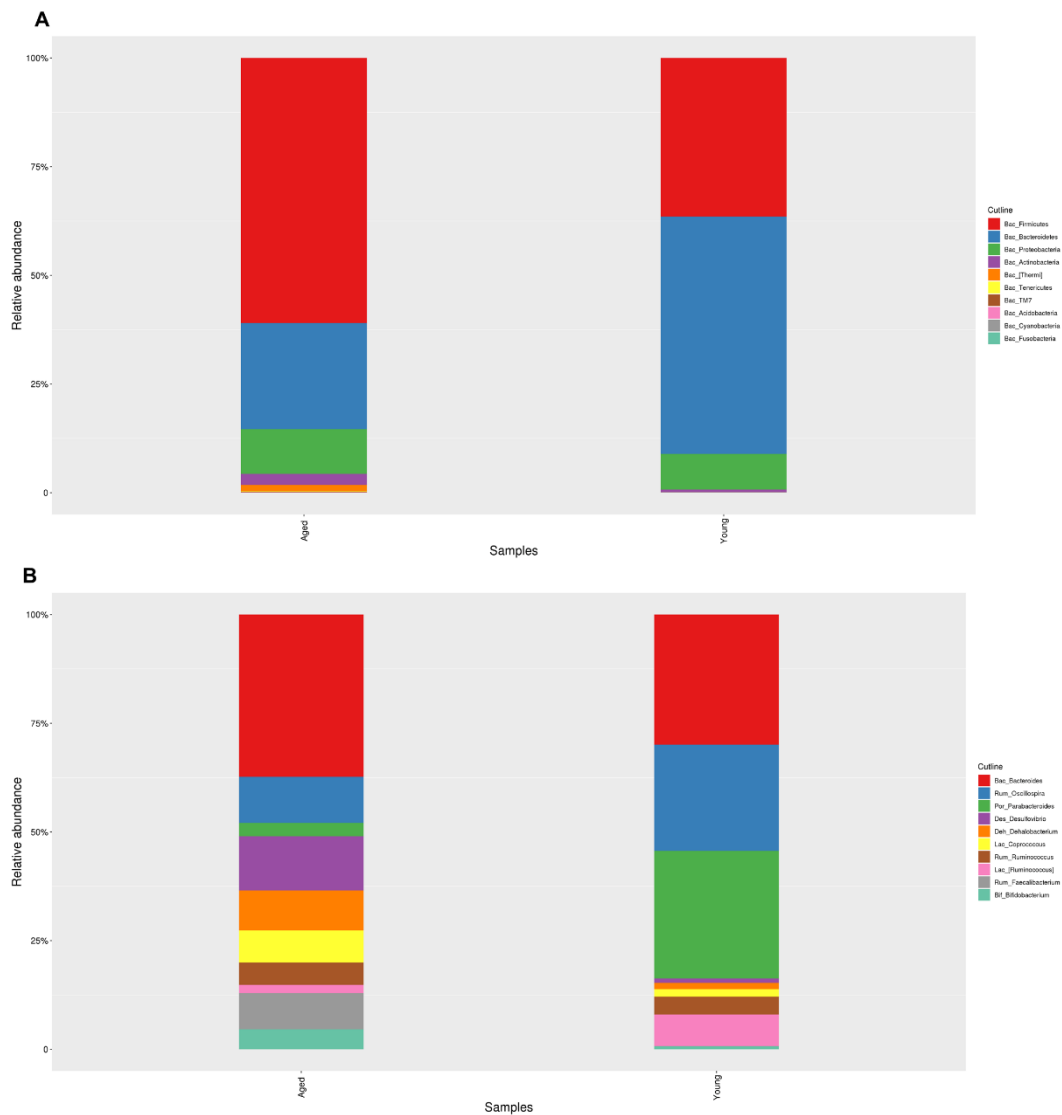 A
100%
75%
50%
25%
0
Relative abundance
Aged
Young
Samples
Cutline
Bac_Firmicutes
Bac_Bacteroidetes
Bac_Proteobacteria
Bac_Actinobacteria
Bac_[Thermi]
Bac_Tenericutes
Bac_TM7
Bac_Acidobacteria
Bac_Cyanobacteria
Bac_Fusobacteria
B
100%
75%
50%
25%
0
Relative abundance
Aged
Young
Samples
Cutline
Bac_Bacteroides
Rum_Oscillospira
Por_Parabacteroides
Des_Desulfovibrio
Deh_Dehalobacterium
Lac_Coprococcus
Rum_Ruminococcus
Lac_[Ruminococcus]
Rum_Faecalibacterium
Bif_Bifidobacterium